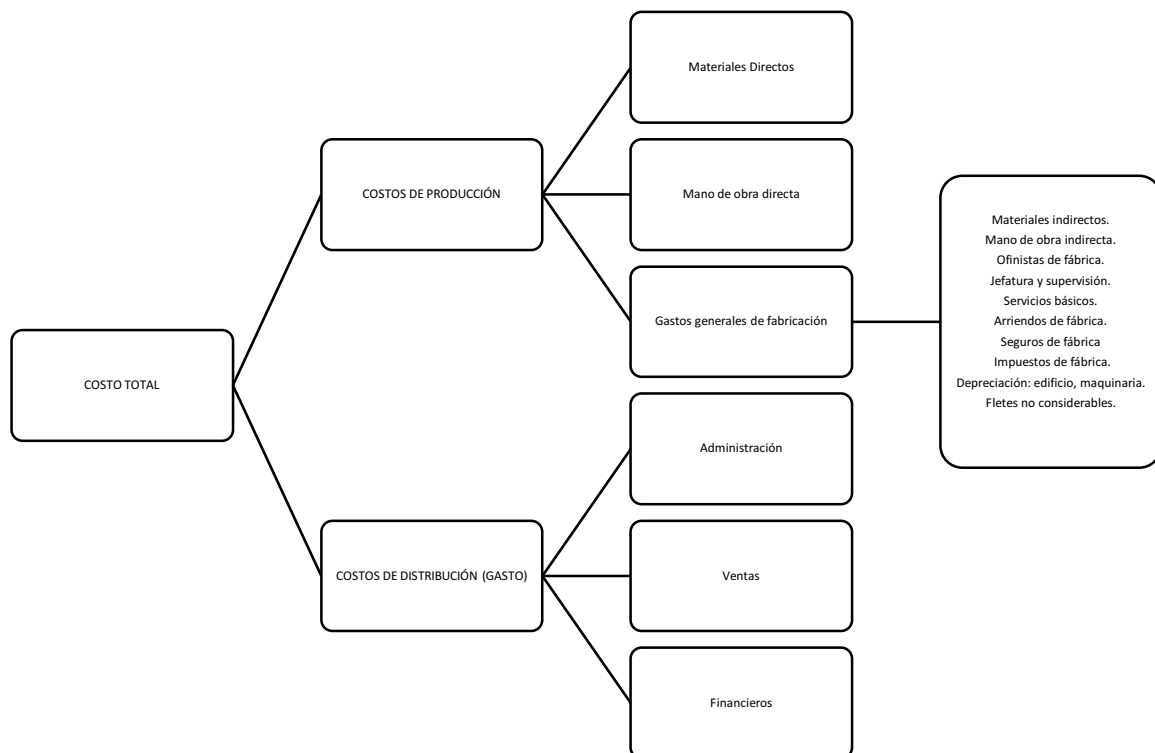 Materiales Directos
COSTOS DE PRODUCCIÓN
Mano de obra directa
Materiales indirectos.
Mano de obra indirecta.
Ofinistas de fábrica.
Jefatura y supervisión.
Servicios básicos.
Arriendos de fábrica.
Seguros de fábrica
Impuestos de fábrica.
Depreciación: edificio, maquinaria.
Fletes no considerables.
Gastos generales de fabricación
COSTO TOTAL
Administración
COSTOS DE DISTRIBUCIÓN (GASTO)
Ventas
Financieros